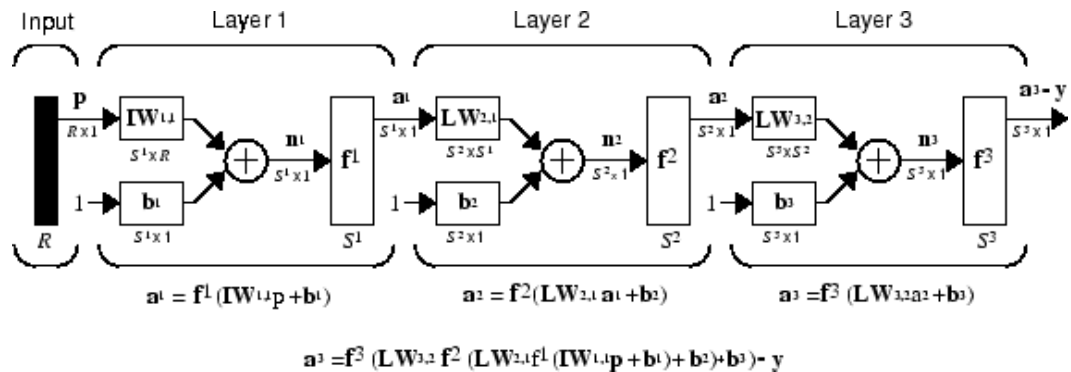 Input Layer 1 Layer 2 Layer 3
p a¹ a² a³ - y
R x 1 IW¹,¹ S¹ x 1 LW²,¹ S² x 1 LW³,² S³ x 1
S¹ x R n¹ S² x S¹ n² S³ x S² n³
S¹ x 1 f¹ S² x 1 f² S³ x 1 f³
1 b¹ 1 b² 1 b³
R S¹ x 1 S¹ S² x 1 S² S³ x 1 S³
a¹ = f¹(IW¹,¹p + b¹) a² = f²(LW²,¹ a¹ + b²) a³ = f³ (LW³,²a² + b³)
a³ = f³ (LW³,² f² (LW²,¹f¹(IW¹,¹p + b¹) + b²) + b³) - y